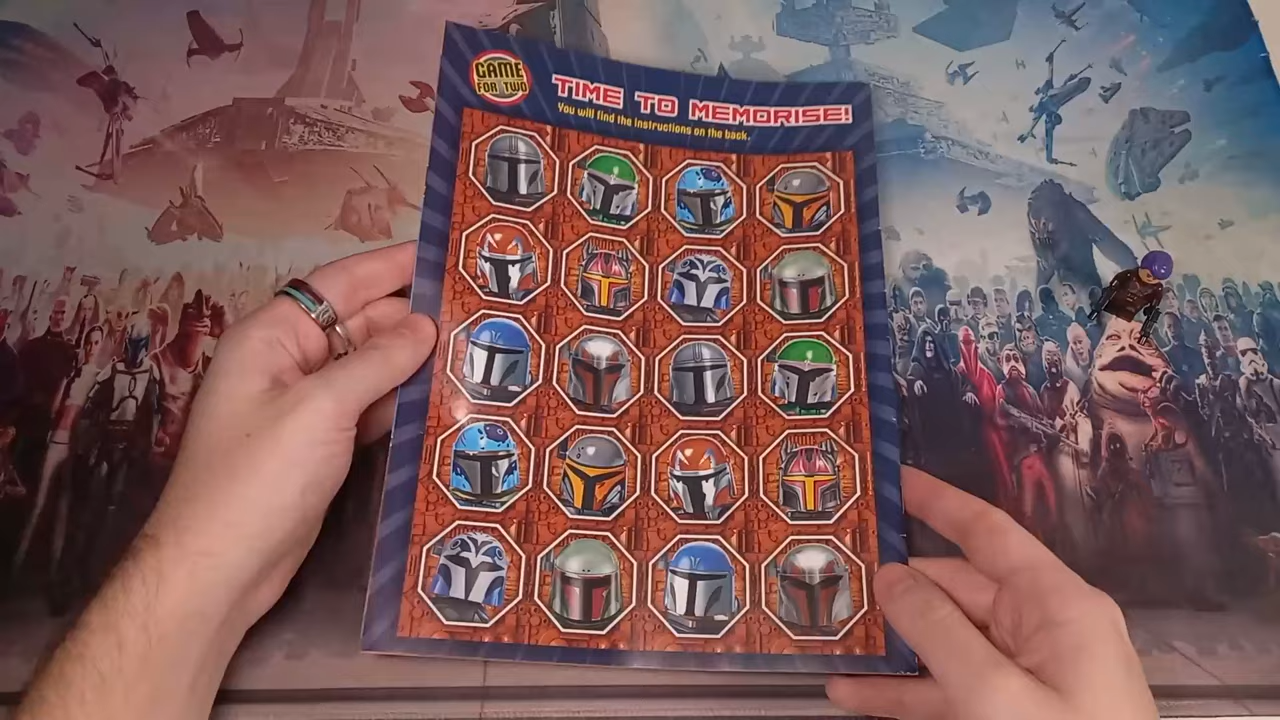 GAME
FOR TWO
TIME TO MEMORISE!
You will find the instructions on the back.